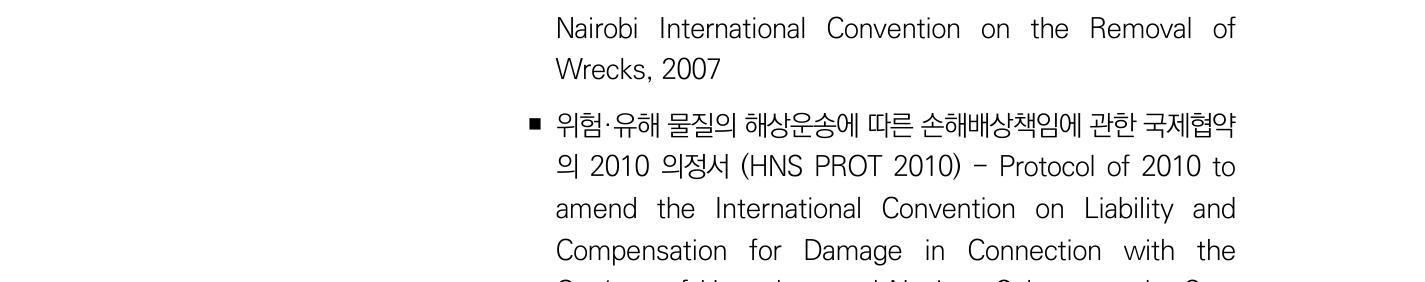 Nairobi International Convention on the Removal of
Wrecks, 2007
■ 위험·유해 물질의 해상운송에 따른 손해배상책임에 관한 국제협약
의 2010 의정서 (HNS PROT 2010) - Protocol of 2010 to
amend the International Convention on Liability and
Compensation for Damage in Connection with the